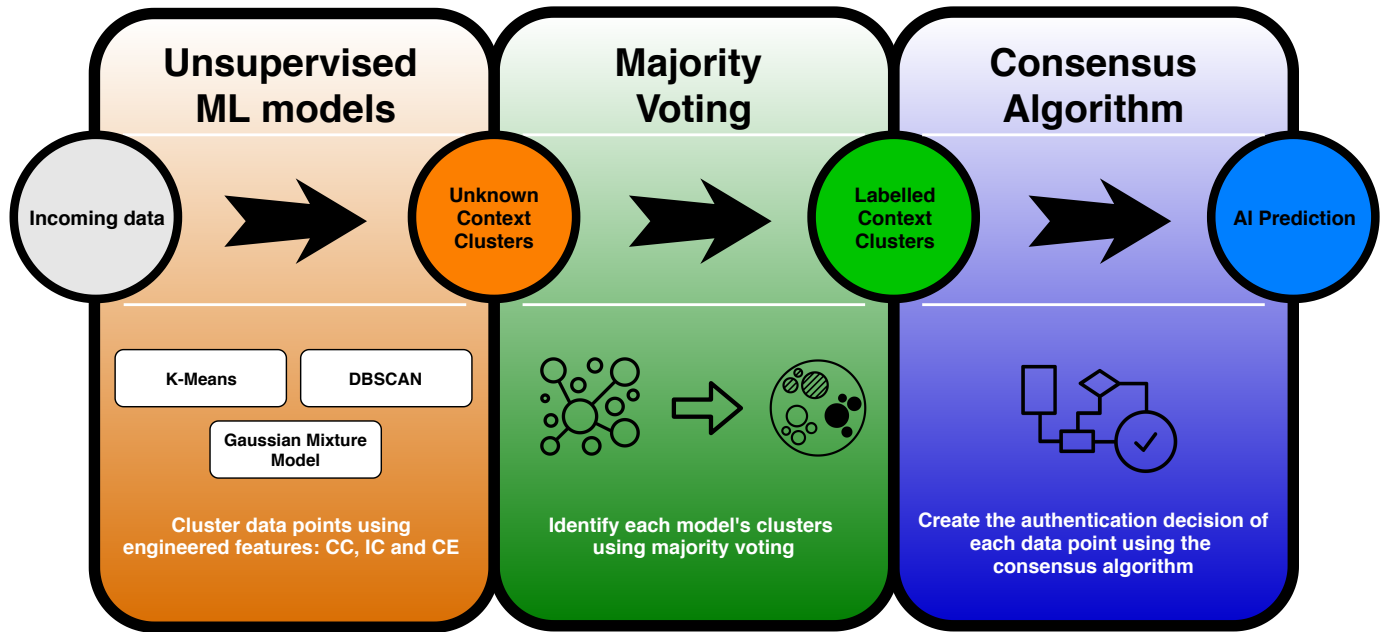 Unsupervised
ML models
Majority
Voting
Consensus
Algorithm
Incoming data
Unknown
Context
Clusters
Labelled
Context
Clusters
AI Prediction
K-Means
DBSCAN
Gaussian Mixture
Model
Cluster data points using
engineered features: CC, IC and CE
Identify each model's clusters
using majority voting
Create the authentication decision of
each data point using the
consensus algorithm